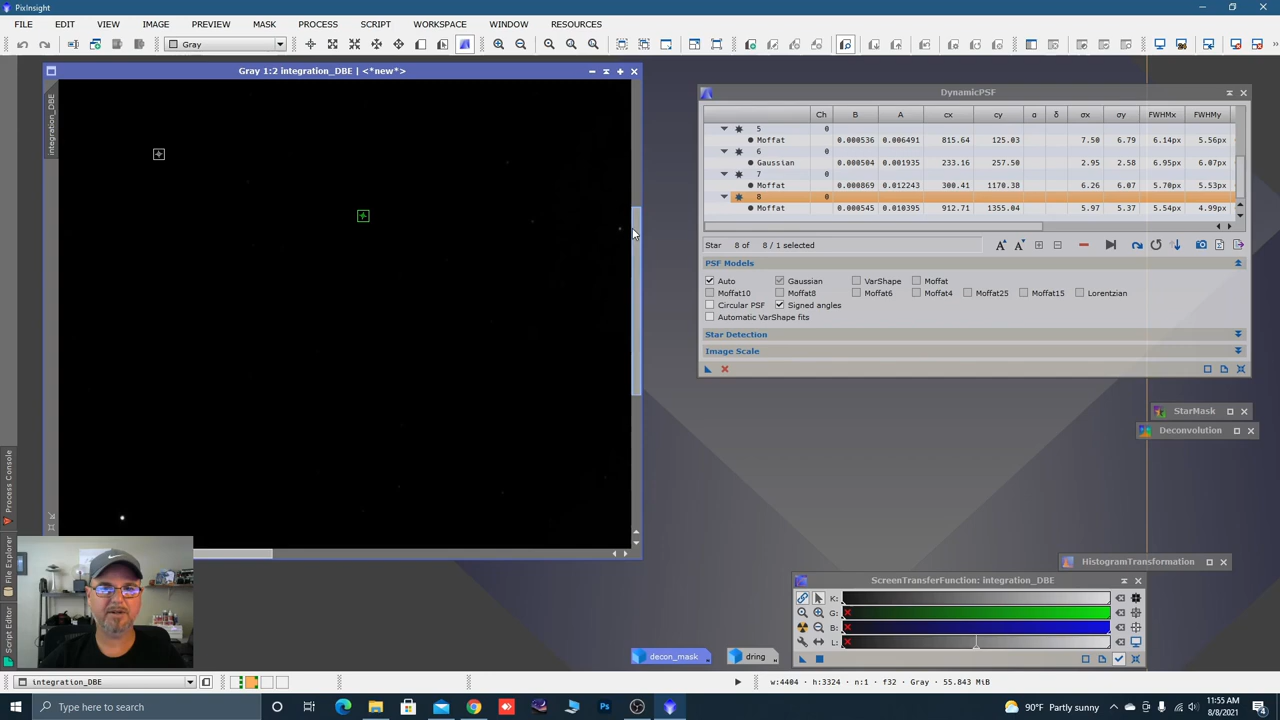 PixInsight
FILE EDIT VIEW IMAGE PREVIEW MASK PROCESS SCRIPT WORKSPACE WINDOW RESOURCES
Gray
Gray 1:2 integration_DBE | <*new*>
integration_DBE
DynamicPSF
Ch B A cx cy α δ σx σy FWHMx FWHMy
5 0
Moffat 0.000536 0.006491 815.64 125.03 7.50 6.79 6.14px 5.56px
6 0
Gaussian 0.000504 0.001935 233.16 257.50 2.95 2.58 6.95px 6.07px
7 0
Moffat 0.000869 0.012243 300.41 1170.38 6.26 6.07 5.70px 5.53px
8 0
Moffat 0.000545 0.010395 912.71 1355.04 5.97 5.37 5.54px 4.99px
Star 8 of 8 / 1 selected
PSF Models
Auto Gaussian VarShape Moffat
Moffat10 Moffat8 Moffat6 Moffat4 Moffat25 Moffat15 Lorentzian
Circular PSF Signed angles
Automatic VarShape fits
Star Detection
Image Scale
StarMask
Deconvolution
Process Console
File Explorer
Script Editor
HistogramTransformation
ScreenTransferFunction: integration_DBE
K:
G:
B:
L:
decon_mask dring
integration_DBE
w:4404 · h:3324 · n:1 · f32 · Gray · 55.843 MiB
Type here to search
90°F Partly sunny
11:55 AM
8/8/2021
4